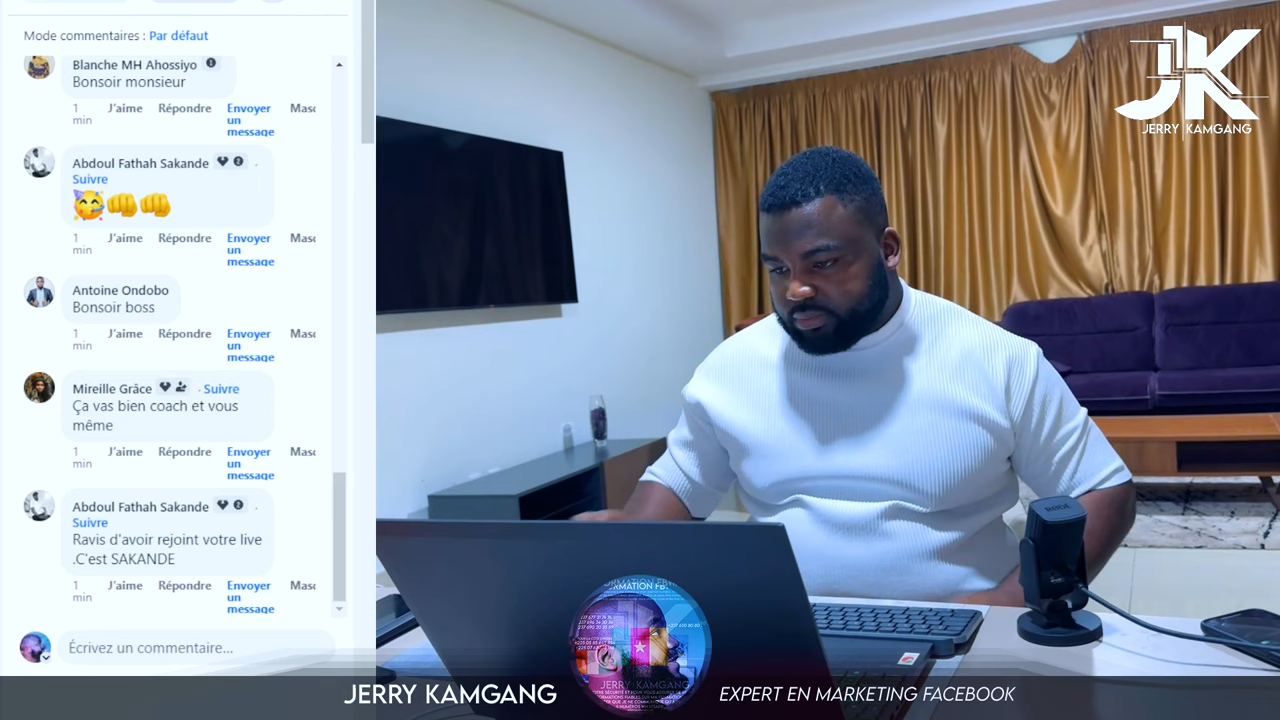 Mode commentaires : Par défaut
Blanche MH Ahossiyo
Bonsoir monsieur
1 min J'aime Répondre Envoyer un message
Abdoul Fathah Sakande ·
Suivre
1 min J'aime Répondre Envoyer un message
Antoine Ondobo
Bonsoir boss
1 min J'aime Répondre Envoyer un message
Mireille Grâce · Suivre
Ça vas bien coach et vous
même
1 min J'aime Répondre Envoyer un message
Abdoul Fathah Sakande ·
Suivre
Ravis d'avoir rejoint votre live
.C'est SAKANDE
1 min J'aime Répondre Envoyer un message
Écrivez un commentaire...
JK
JERRY KAMGANG
RODE
JERRY KAMGANG
JERRY KAMGANG
EXPERT EN MARKETING FACEBOOK